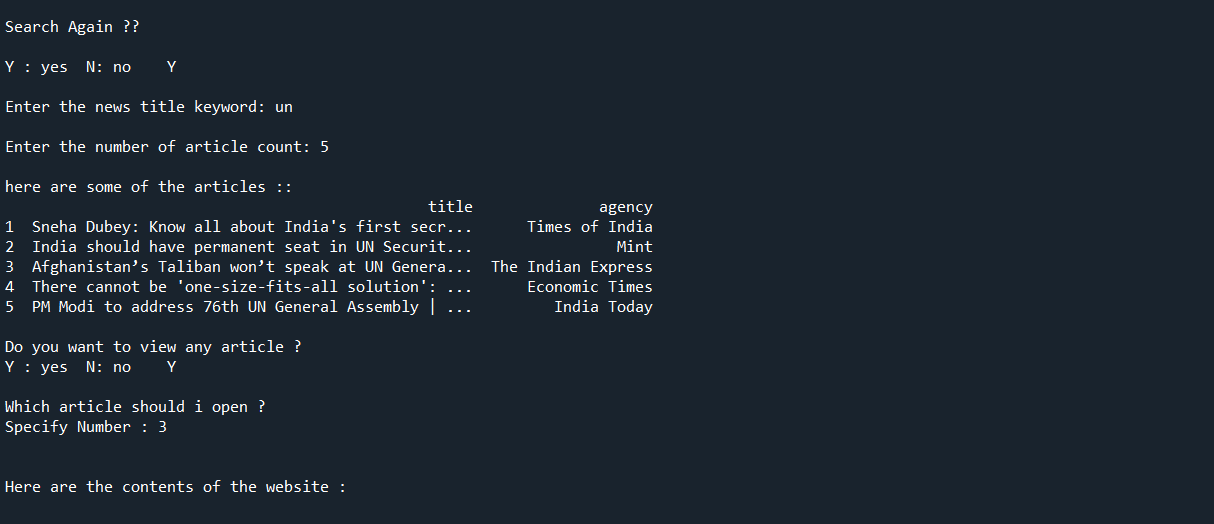 Search Again ??
Y : yes  N: no    Y
Enter the news title keyword: un
Enter the number of article count: 5
here are some of the articles ::
title              agency
1  Sneha Dubey: Know all about India's first secr...      Times of India
2  India should have permanent seat in UN Securit...                Mint
3  Afghanistan’s Taliban won’t speak at UN Genera...  The Indian Express
4  There cannot be 'one-size-fits-all solution': ...      Economic Times
5  PM Modi to address 76th UN General Assembly | ...         India Today
Do you want to view any article ?
Y : yes  N: no    Y
Which article should i open ?
Specify Number : 3
Here are the contents of the website :